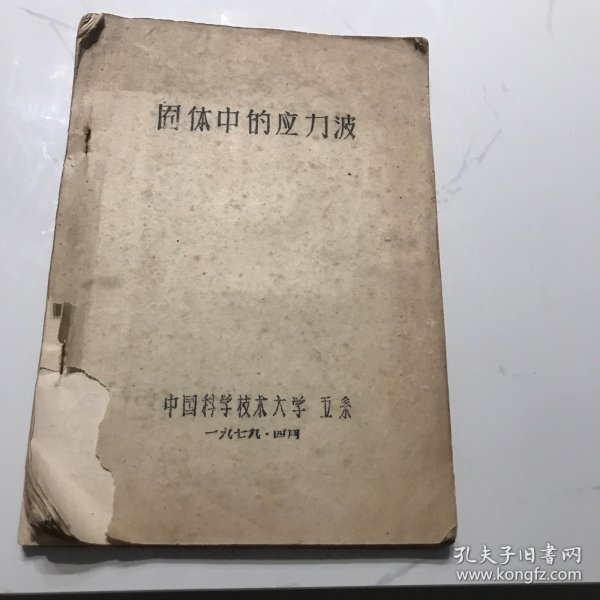 固体中的应力波
中国科学技术大学 五系
一九七九·四月
孔夫子旧書网
www.kongfz.com